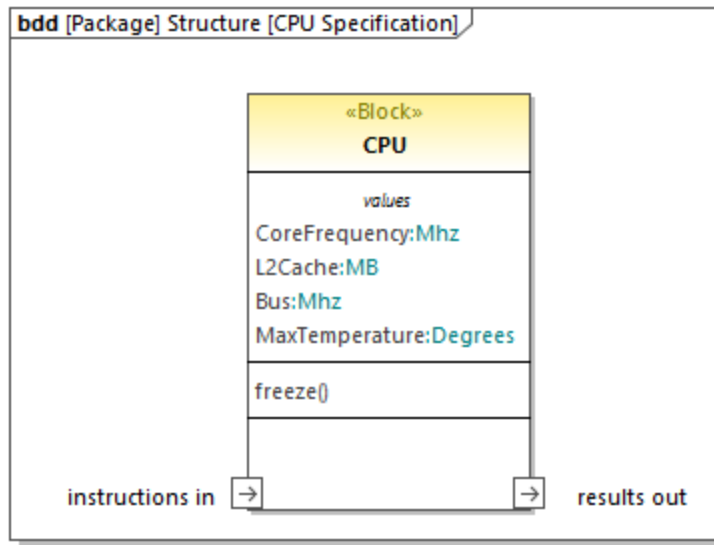 bdd [Package] Structure [CPU Specification]
«Block»
CPU
values
CoreFrequency:Mhz
L2Cache:MB
Bus:Mhz
MaxTemperature:Degrees
freeze()
instructions in
results out